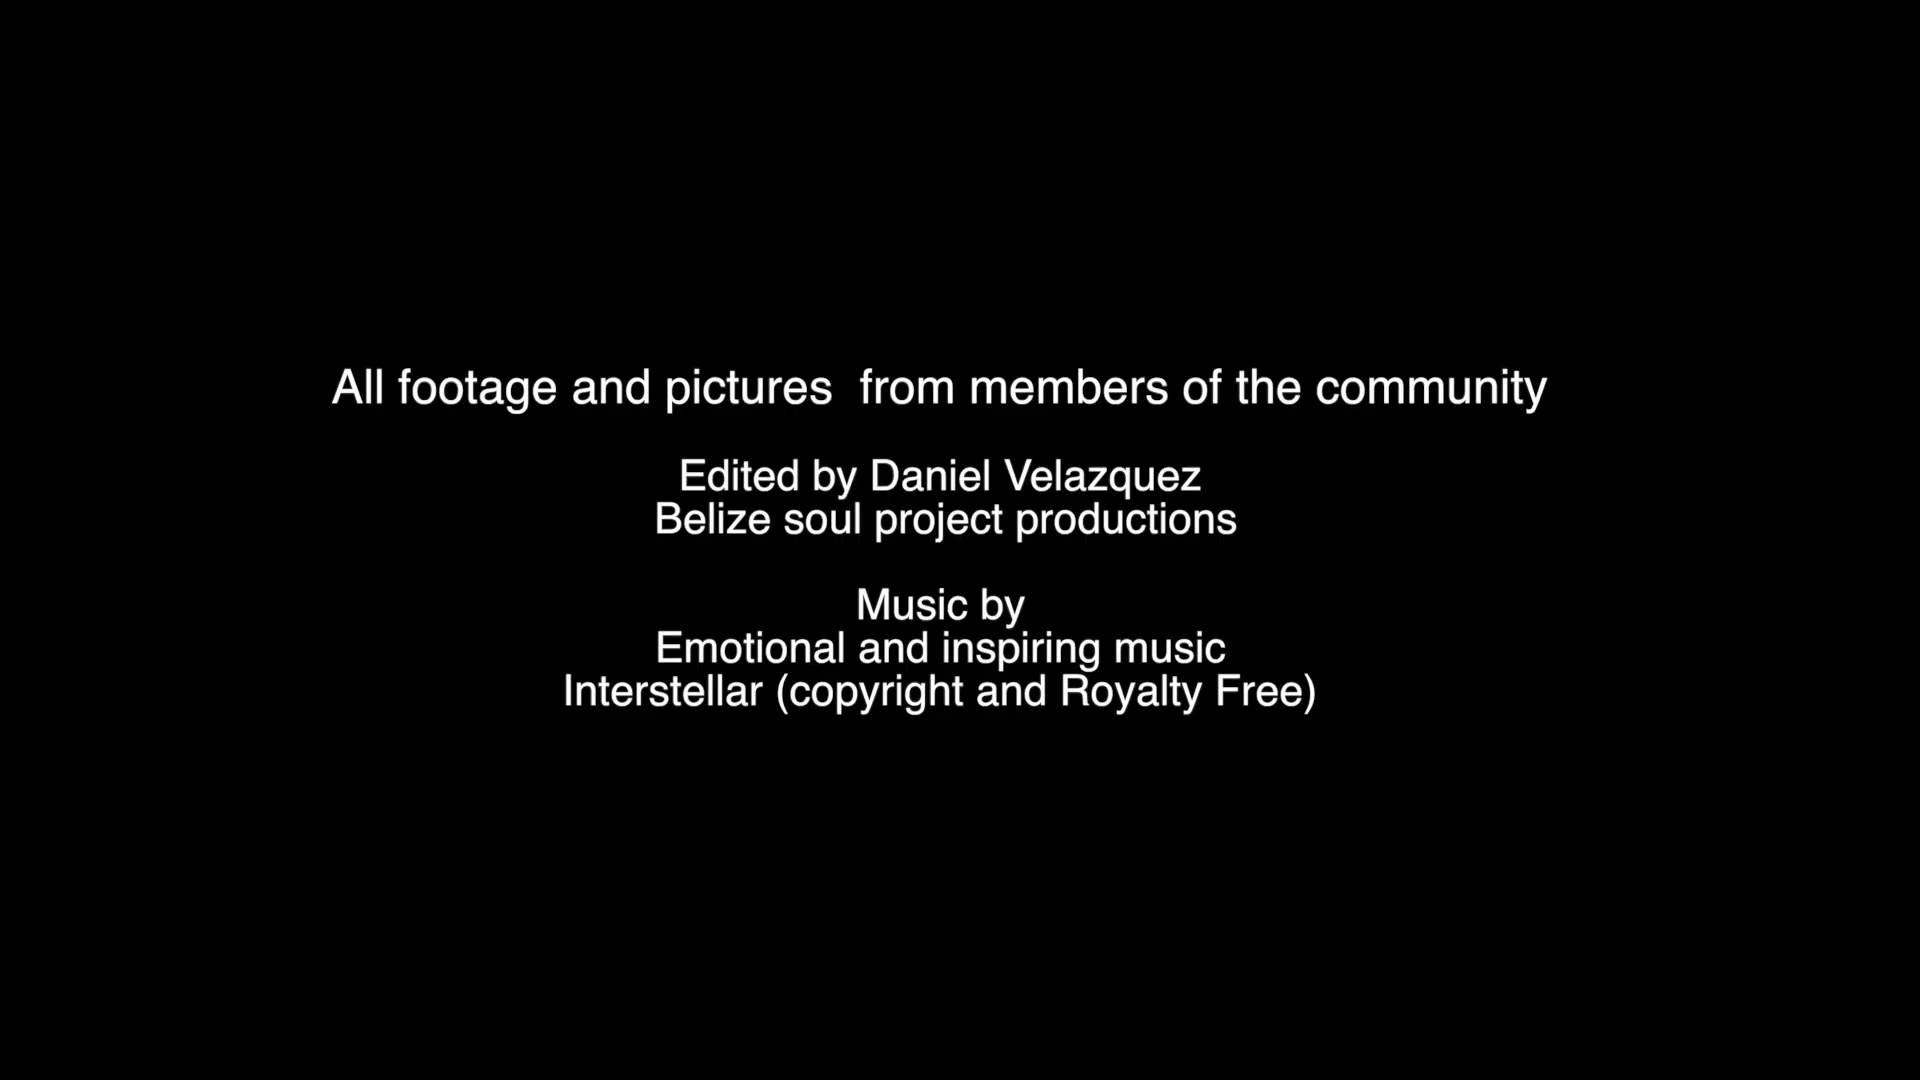 All footage and pictures  from members of the community
Edited by Daniel Velazquez
Belize soul project productions
Music by
Emotional and inspiring music
Interstellar (copyright and Royalty Free)